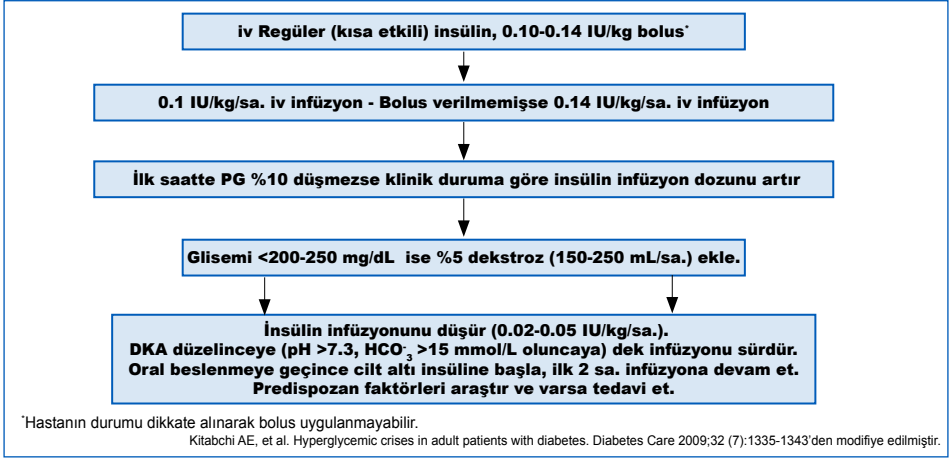 iv Regüler (kısa etkili) insülin, 0.10-0.14 IU/kg bolus*
0.1 IU/kg/sa. iv infüzyon - Bolus verilmemişse 0.14 IU/kg/sa. iv infüzyon
İlk saatte PG %10 düşmezse klinik duruma göre insülin infüzyon dozunu artır
Glisemi <200-250 mg/dL ise %5 dekstroz (150-250 mL/sa.) ekle.
İnsülin infüzyonunu düşür (0.02-0.05 IU/kg/sa.).
DKA düzelinceye (pH >7.3, HCO⁻₃ >15 mmol/L oluncaya) dek infüzyonu sürdür.
Oral beslenmeye geçince cilt altı insüline başla, ilk 2 sa. infüzyona devam et.
Predispozan faktörleri araştır ve varsa tedavi et.
*Hastanın durumu dikkate alınarak bolus uygulanmayabilir.
Kitabchi AE, et al. Hyperglycemic crises in adult patients with diabetes. Diabetes Care 2009;32 (7):1335-1343'den modifiye edilmiştir.